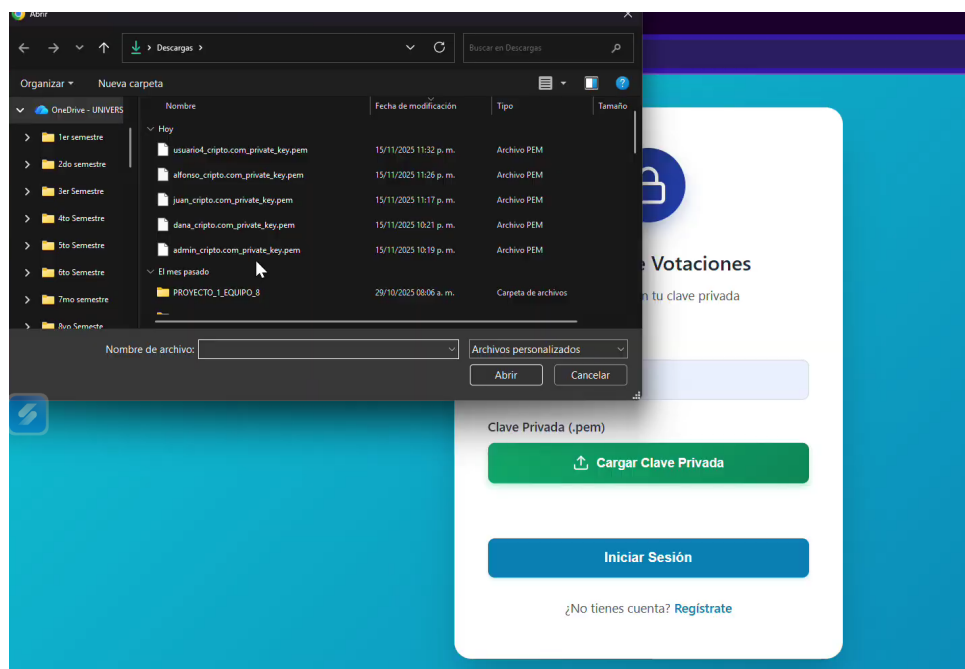 Abrir
Descargas
Buscar en Descargas
Organizar
Nueva carpeta
OneDrive - UNIVERS
1er semestre
2do semestre
3er Semestre
4to Semestre
5to Semestre
6to Semestre
7mo semestre
8vo Semeste
Nombre
Fecha de modificación
Tipo
Tamaño
Hoy
usuario4_cripto.com_private_key.pem 15/11/2025 11:32 p. m. Archivo PEM
alfonso_cripto.com_private_key.pem 15/11/2025 11:26 p. m. Archivo PEM
juan_cripto.com_private_key.pem 15/11/2025 11:17 p. m. Archivo PEM
dana_cripto.com_private_key.pem 15/11/2025 10:21 p. m. Archivo PEM
admin_cripto.com_private_key.pem 15/11/2025 10:19 p. m. Archivo PEM
El mes pasado
PROYECTO_1_EQUIPO_8 29/10/2025 08:06 a. m. Carpeta de archivos
Nombre de archivo:
Archivos personalizados
Abrir
Cancelar
Votaciones
tu clave privada
Clave Privada (.pem)
Cargar Clave Privada
Iniciar Sesión
¿No tienes cuenta? Regístrate